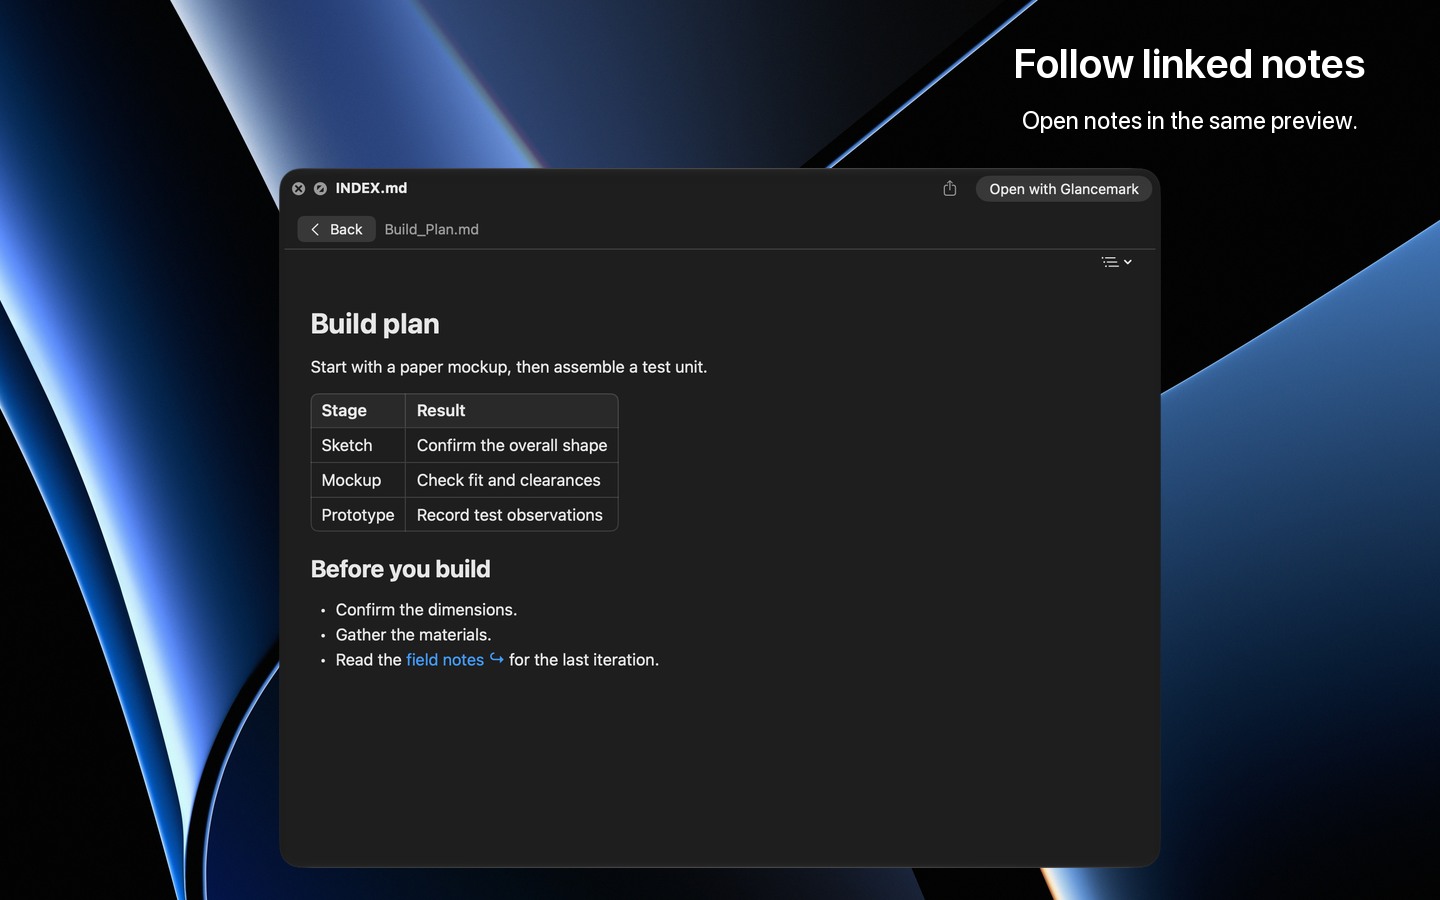 Follow linked notes
Open notes in the same preview.
INDEX.md
Open with Glancemark
Back
Build_Plan.md
Build plan
Start with a paper mockup, then assemble a test unit.
Stage Result
Sketch Confirm the overall shape
Mockup Check fit and clearances
Prototype Record test observations
Before you build
• Confirm the dimensions.
• Gather the materials.
• Read the field notes ↪ for the last iteration.